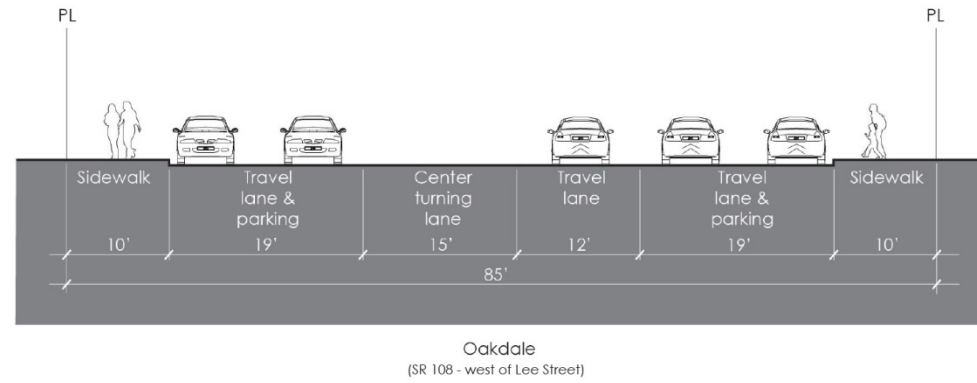 PL PL
Sidewalk Travel lane & parking Center turning lane Travel lane Travel lane & parking Sidewalk
10' 19' 15' 12' 19' 10'
85'
Oakdale
(SR 108 - west of Lee Street)